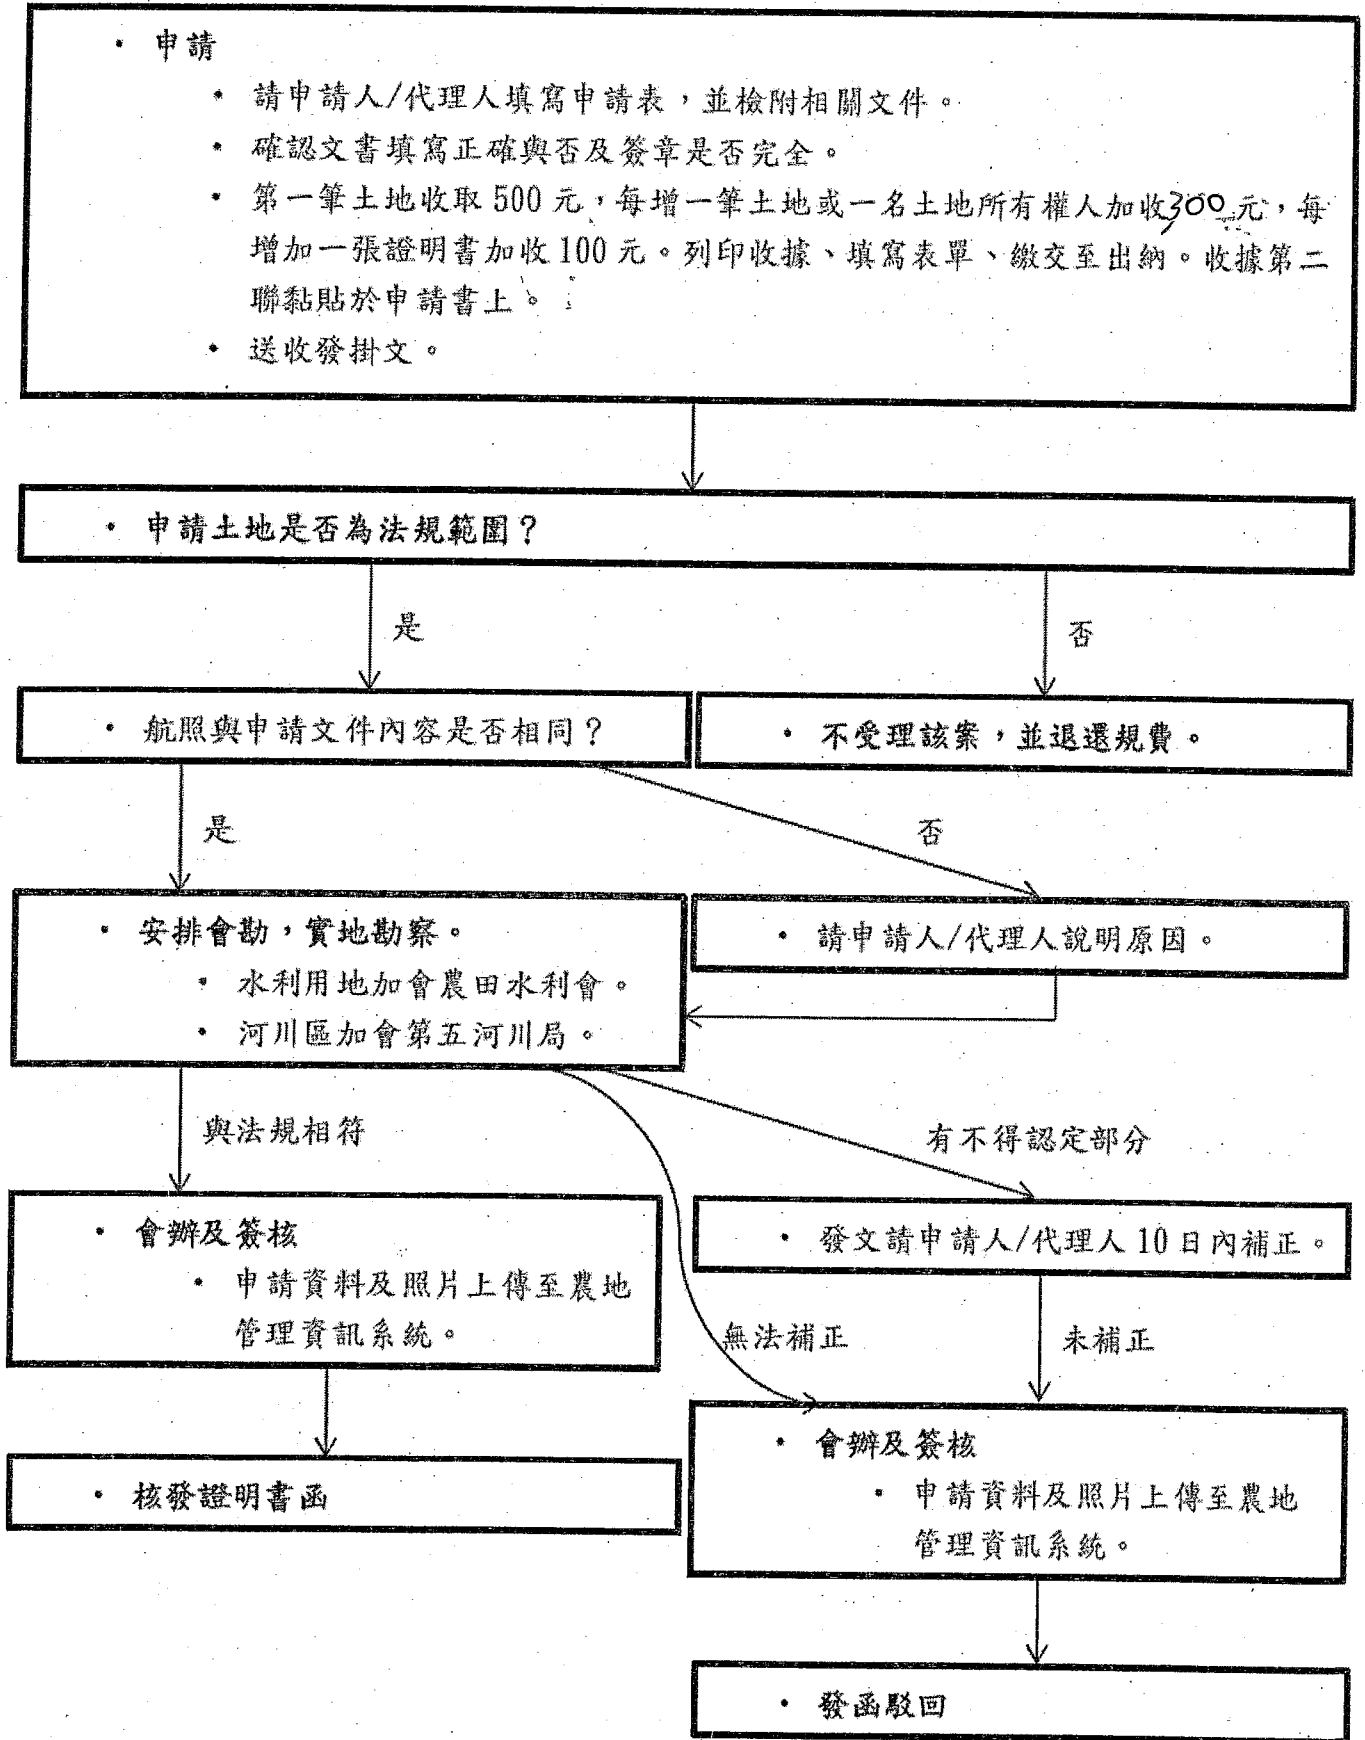 • 申請
• 請申請人/代理人填寫申請表，並檢附相關文件。
• 確認文書填寫正確與否及簽章是否完全。
• 第一筆土地收取 500 元，每增一筆土地或一名土地所有權人加收300元，每
增加一張證明書加收 100 元。列印收據、填寫表單、繳交至出納。收據第二
聯黏貼於申請書上。
• 送收發掛文。
• 申請土地是否為法規範圍？
是
否
• 航照與申請文件內容是否相同？
• 不受理該案，並退還規費。
是
否
• 安排會勘，實地勘察。
• 水利用地加會農田水利會。
• 河川區加會第五河川局。
• 請申請人/代理人說明原因。
與法規相符
有不得認定部分
• 會辦及簽核
• 申請資料及照片上傳至農地
管理資訊系統。
• 發文請申請人/代理人 10 日內補正。
無法補正
未補正
• 核發證明書函
• 會辦及簽核
• 申請資料及照片上傳至農地
管理資訊系統。
• 發函駁回